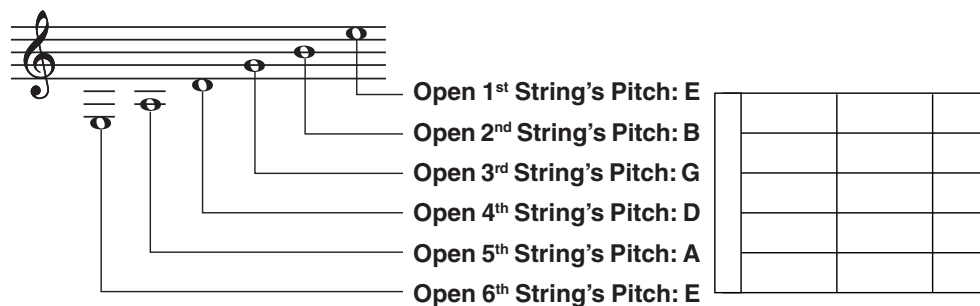 Open 1st String's Pitch: E
Open 2nd String's Pitch: B
Open 3rd String's Pitch: G
Open 4th String's Pitch: D
Open 5th String's Pitch: A
Open 6th String's Pitch: E